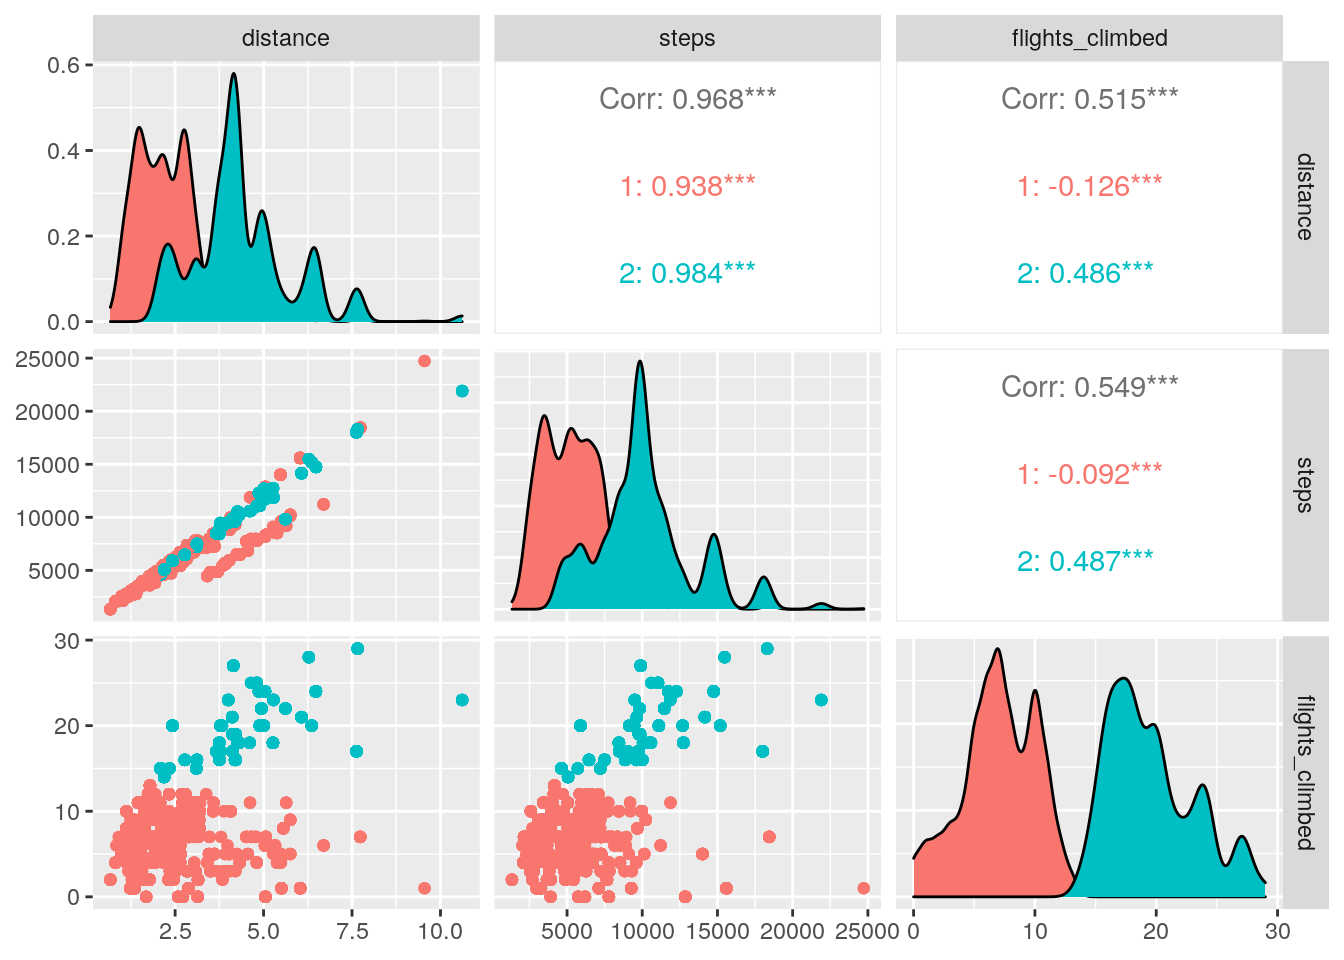 distance steps flights_climbed
0.6
0.4
0.2
0.0
Corr: 0.968***
1: 0.938***
2: 0.984***
Corr: 0.515***
1: -0.126***
2: 0.486***
distance
25000
20000
15000
10000
5000
Corr: 0.549***
1: -0.092***
2: 0.487***
steps
30
20
10
0
flights_climbed
2.5 5.0 7.5 10.0
5000 10000 15000 20000 25000
0 10 20 30